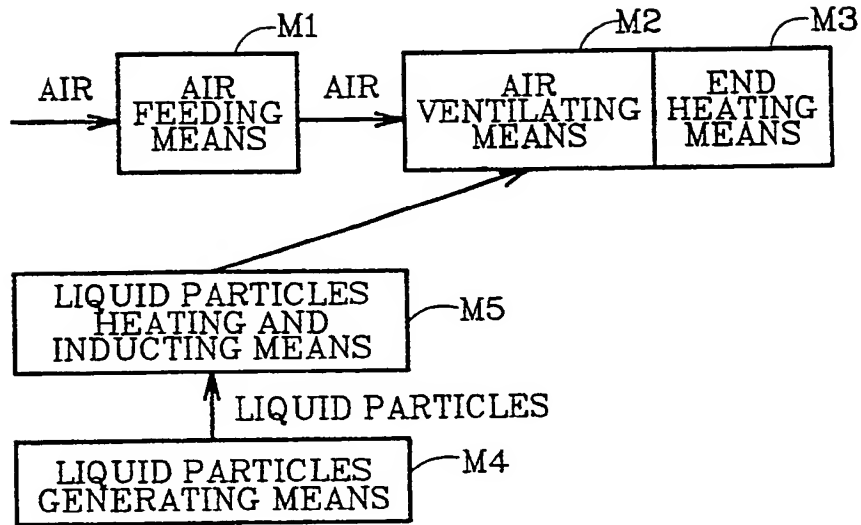 M1
M2
M3
AIR
AIR
FEEDING
MEANS
AIR
AIR
VENTILATING
MEANS
END
HEATING
MEANS
LIQUID PARTICLES
HEATING AND
INDUCTING MEANS
M5
LIQUID PARTICLES
LIQUID PARTICLES
GENERATING MEANS
M4